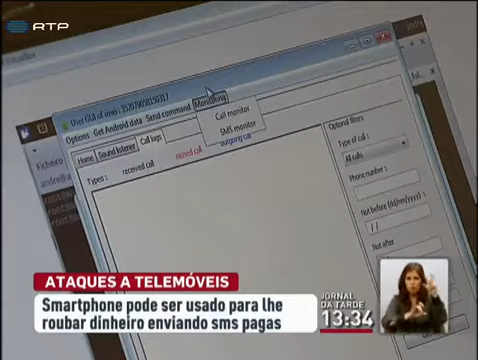 RTP
User GUI of imei : 357879050150317
Options Get Android data Send command Monitoring
Call monitor
SMS monitor
Home Sound listener Call logs
Types : received call missed call outgoing call
Optional filters
Type of call :
All calls
Phone number :
Not before (dd/mm/yyyy) :
/ /
Not after
Ficheiro
ATAQUES A TELEMÓVEIS
Smartphone pode ser usado para lhe
roubar dinheiro enviando sms pagas
JORNAL
DA TARDE
13:34